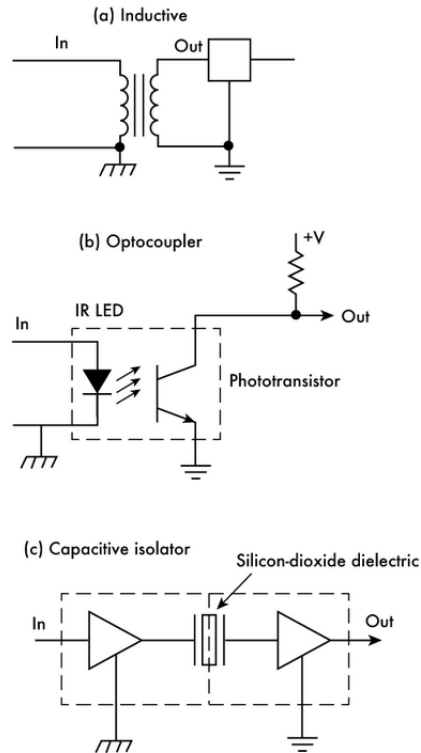 (a) Inductive
In
Out
(b) Optocoupler
+V
IR LED
In
Out
Phototransistor
(c) Capacitive isolator
Silicon-dioxide dielectric
In
Out